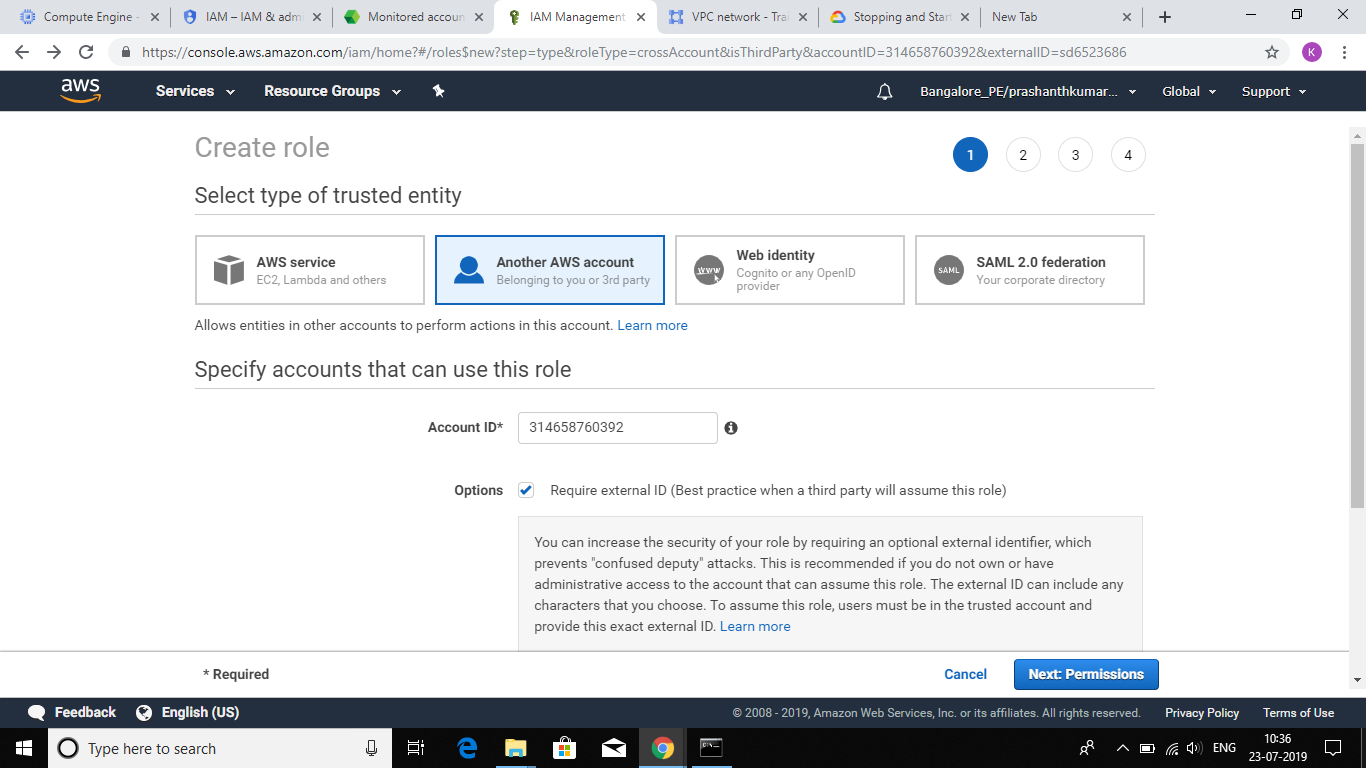 Compute Engine -
IAM – IAM & adm
Monitored accoun
IAM Management
VPC network - Tra
Stopping and Star
New Tab
https://console.aws.amazon.com/iam/home?#/roles$new?step=type&roleType=crossAccount&isThirdParty&accountID=314658760392&externalID=sd6523686
K
aws
Services
Resource Groups
Bangalore_PE/prashanthkumar...
Global
Support
Create role
1
2
3
4
Select type of trusted entity
AWS service
EC2, Lambda and others
Another AWS account
Belonging to you or 3rd party
www
Web identity
Cognito or any OpenID
provider
SAML
SAML 2.0 federation
Your corporate directory
Allows entities in other accounts to perform actions in this account. Learn more
Specify accounts that can use this role
Account ID*
314658760392
Options
Require external ID (Best practice when a third party will assume this role)
You can increase the security of your role by requiring an optional external identifier, which
prevents "confused deputy" attacks. This is recommended if you do not own or have
administrative access to the account that can assume this role. The external ID can include any
characters that you choose. To assume this role, users must be in the trusted account and
provide this exact external ID. Learn more
* Required
Cancel
Next: Permissions
Feedback
English (US)
© 2008 - 2019, Amazon Web Services, Inc. or its affiliates. All rights reserved.
Privacy Policy
Terms of Use
Type here to search
ENG
10:36
23-07-2019